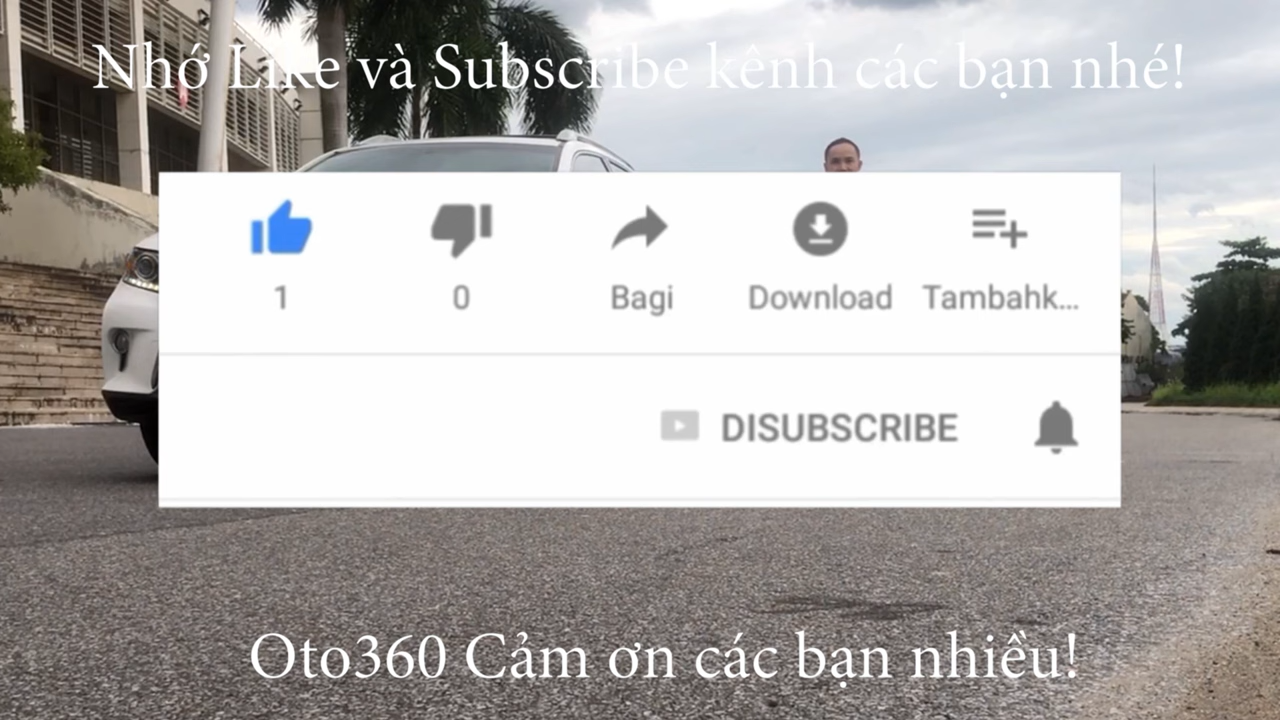 Nhớ Like và Subscribe kênh các bạn nhé!
1 0 Bagi Download Tambahk...
DISUBSCRIBE
Oto360 Cảm ơn các bạn nhiều!